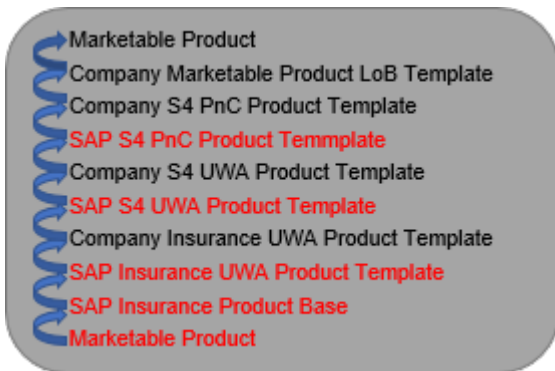 Marketable Product
Company Marketable Product LoB Template
Company S4 PnC Product Template
SAP S4 PnC Product Temmplate
Company S4 UWA Product Template
SAP S4 UWA Product Template
Company Insurance UWA Product Template
SAP Insurance UWA Product Template
SAP Insurance Product Base
Marketable Product